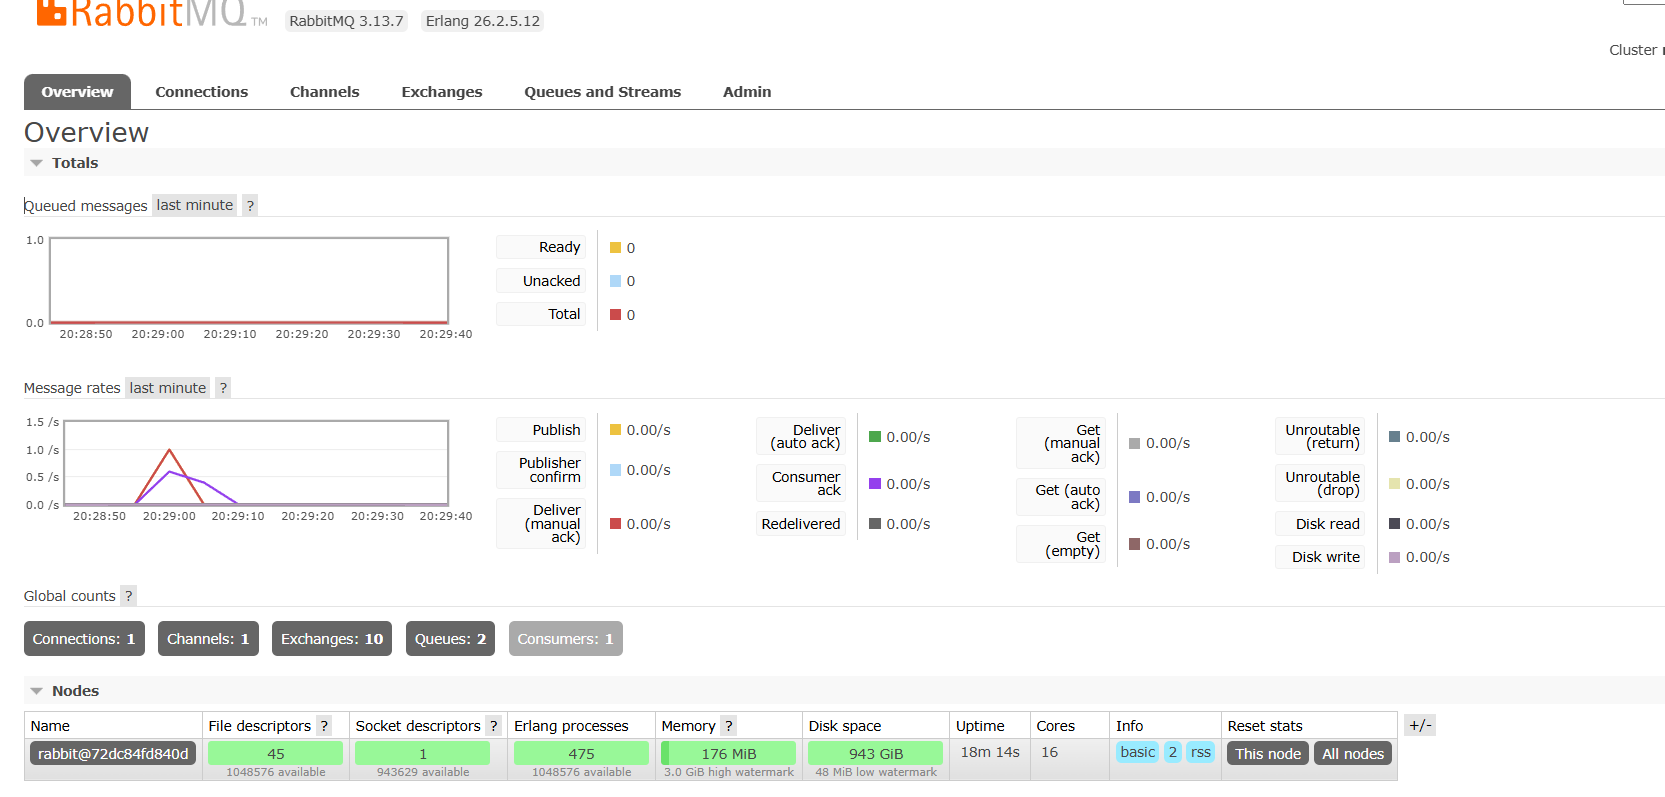 RabbitMQ TM RabbitMQ 3.13.7 Erlang 26.2.5.12
Cluster
Overview Connections Channels Exchanges Queues and Streams Admin
Overview
Totals
Queued messages last minute ?
1.0
0.0
20:28:50 20:29:00 20:29:10 20:29:20 20:29:30 20:29:40
Ready 0
Unacked 0
Total 0
Message rates last minute ?
1.5 /s
1.0 /s
0.5 /s
0.0 /s
20:28:50 20:29:00 20:29:10 20:29:20 20:29:30 20:29:40
Publish 0.00/s
Publisher
confirm 0.00/s
Deliver
(manual
ack) 0.00/s
Deliver
(auto ack) 0.00/s
Consumer
ack 0.00/s
Redelivered 0.00/s
Get
(manual
ack) 0.00/s
Get (auto
ack) 0.00/s
Get
(empty) 0.00/s
Unroutable
(return) 0.00/s
Unroutable
(drop) 0.00/s
Disk read 0.00/s
Disk write 0.00/s
Global counts ?
Connections: 1 Channels: 1 Exchanges: 10 Queues: 2 Consumers: 1
Nodes
Name File descriptors ? Socket descriptors ? Erlang processes Memory ? Disk space Uptime Cores Info Reset stats +/-
rabbit@72dc84fd840d 45 1 475 176 MiB 943 GiB 18m 14s 16 basic 2 rss This node All nodes
1048576 available 943629 available 1048576 available 3.0 GiB high watermark 48 MiB low watermark